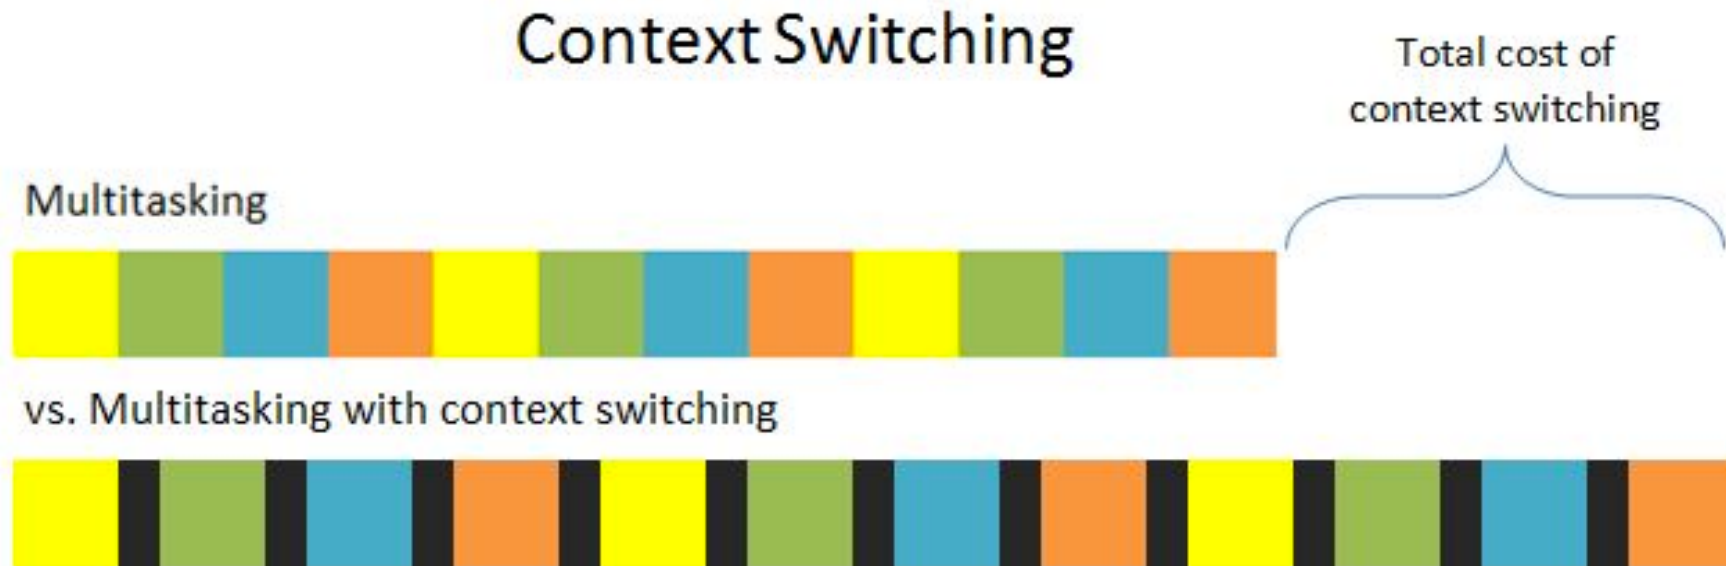 Context Switching
Total cost of
context switching
Multitasking
vs. Multitasking with context switching